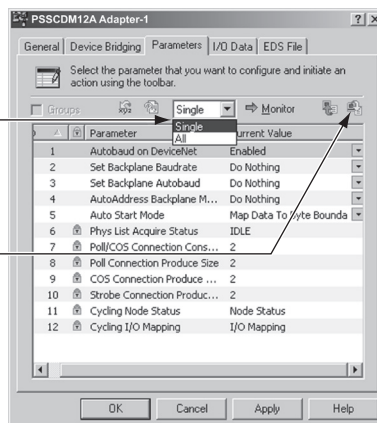 PSSCDM12A Adapter-1 ? x
General Device Bridging Parameters I/O Data EDS File
Select the parameter that you want to configure and initiate an
action using the toolbar.
Groups Single Monitor
Single
All
Parameter Current Value
1 Autobaud on DeviceNet Enabled
2 Set Backplane Baudrate Do Nothing
3 Set Backplane Autobaud Do Nothing
4 AutoAddress Backplane M... Do Nothing
5 Auto Start Mode Map Data To Byte Bounda
6 Phys List Acquire Status IDLE
7 Poll/COS Connection Cons... 2
8 Poll Connection Produce Size 2
9 COS Connection Produce ... 2
10 Strobe Connection Produc... 2
11 Cycling Node Status Node Status
12 Cycling I/O Mapping I/O Mapping
OK Cancel Apply Help